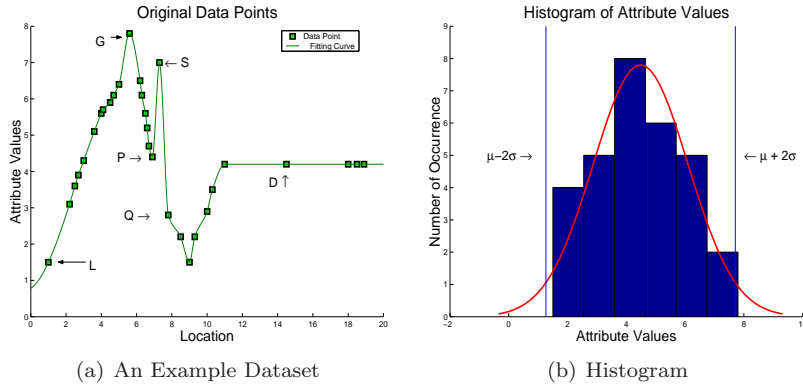 Original Data Points
Attribute Values
8
7
6
5
4
3
2
1
0
0 2 4 6 8 10 12 14 16 18 20
Location
G →
← S
P →
Q →
D ↑
← L
Data Point
Fitting Curve
(a) An Example Dataset
Histogram of Attribute Values
Number of Occurrence
9
8
7
6
5
4
3
2
1
0
−2 0 2 4 6 8 10
Attribute Values
μ−2σ →
← μ + 2σ
(b) Histogram